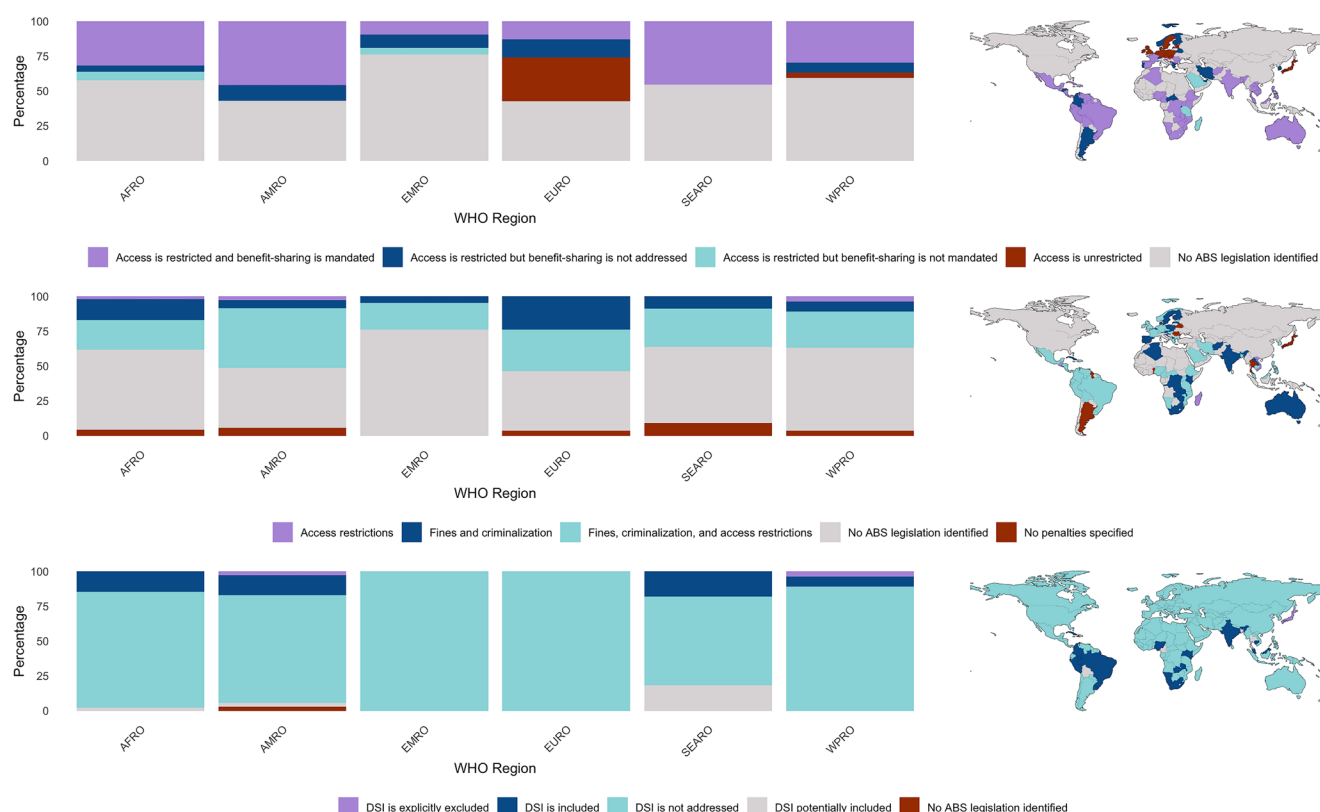 100
75
50
25
0
Percentage
AFRO
AMRO
EMRO
EURO
SEARO
WPRO
WHO Region
Access is restricted and benefit-sharing is mandated
Access is restricted but benefit-sharing is not addressed
Access is restricted but benefit-sharing is not mandated
Access is unrestricted
No ABS legislation identified
100
75
50
25
0
Percentage
AFRO
AMRO
EMRO
EURO
SEARO
WPRO
WHO Region
Access restrictions
Fines and criminalization
Fines, criminalization, and access restrictions
No ABS legislation identified
No penalties specified
100
75
50
25
0
Percentage
AFRO
AMRO
EMRO
EURO
SEARO
WPRO
WHO Region
DSI is explicitly excluded
DSI is included
DSI is not addressed
DSI potentially included
No ABS legislation identified